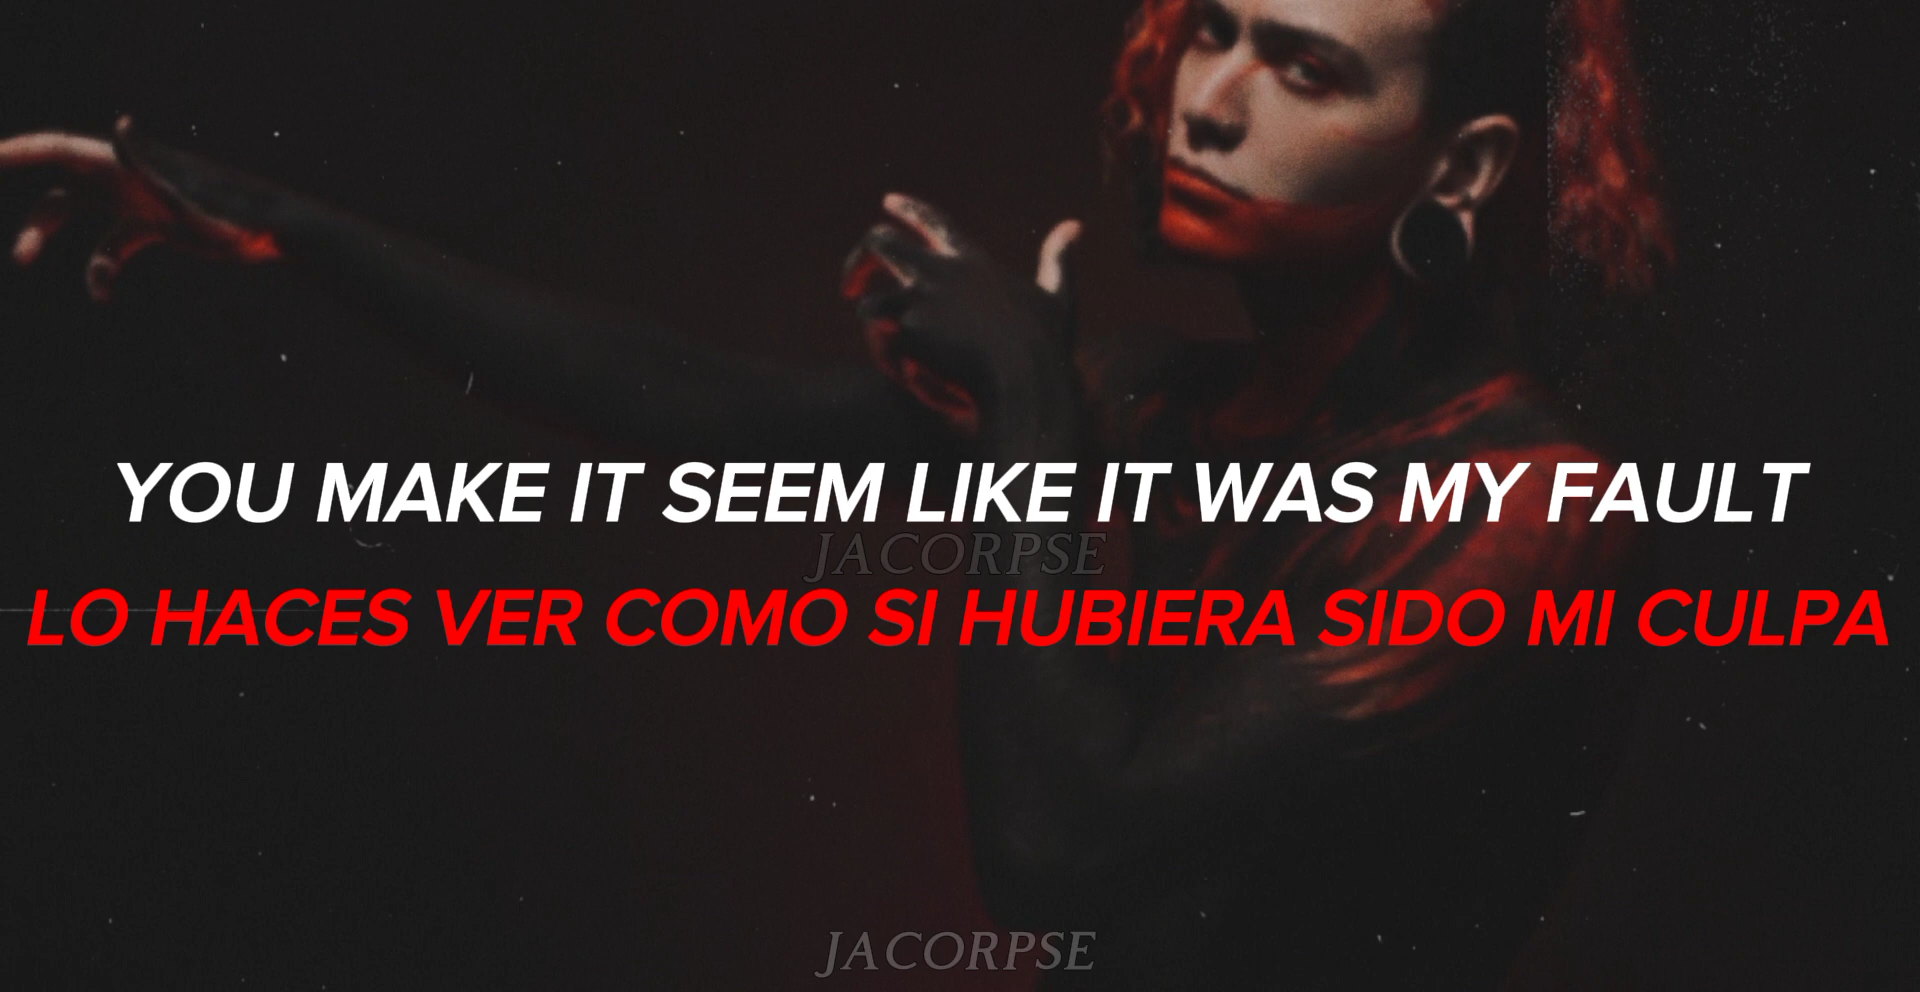 YOU MAKE IT SEEM LIKE IT WAS MY FAULT
JACORPSE
LO HACES VER COMO SI HUBIERA SIDO MI CULPA
JACORPSE